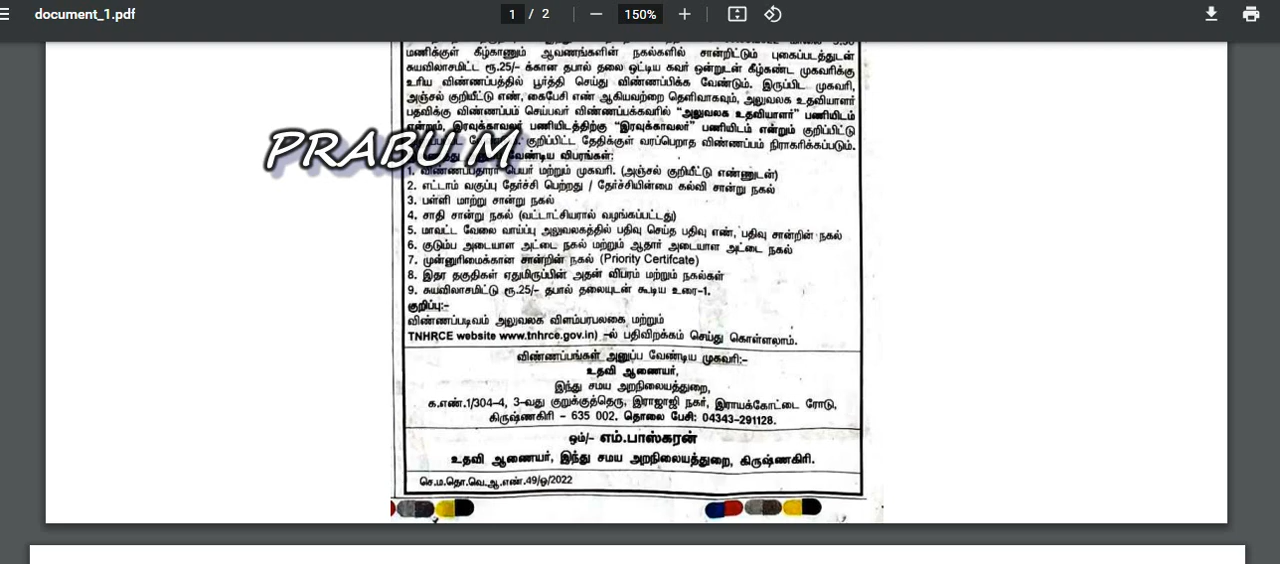 document_1.pdf
1 / 2
150%
மணிக்குள் கீழ்காணும் ஆவணங்களின் நகல்களில் சான்றிட்டும் புகைப்படத்துடன்
சுயவிலாசமிட்ட ரூ.25/- க்கான தபால் தலை ஒட்டிய கவர் ஒன்றுடன் கீழ்கண்ட முகவரிக்கு
உரிய விண்ணப்பத்தில் பூர்த்தி செய்து விண்ணப்பிக்க வேண்டும். இருப்பிட முகவரி,
அஞ்சல் குறியீட்டு எண், கைபேசி எண் ஆகியவற்றை தெளிவாகவும், அலுவலக உதவியாளர்
பதவிக்கு விண்ணப்பம் செய்பவர் விண்ணப்பக்கவரில் "அலுவலக உதவியாளர்" பணியிடம்
என்றும், இரவுக்காவலர் பணியிடத்திற்கு "இரவுக்காவலர்" பணியிடம் என்றும் குறிப்பிட்டு
குறிப்பிட்ட தேதிக்குள் வரப்பெறாத விண்ணப்பம் நிராகரிக்கப்படும்.
PRABU M
வேண்டிய விபரங்கள்:
1. விண்ணப்பதாரர் பெயர் மற்றும் முகவரி. (அஞ்சல் குறியீட்டு எண்ணுடன்)
2. எட்டாம் வகுப்பு தேர்ச்சி பெற்றது / தேர்ச்சியின்மை கல்வி சான்று நகல்
3. பள்ளி மாற்று சான்று நகல்
4. சாதி சான்று நகல் (வட்டாட்சியரால் வழங்கப்பட்டது)
5. மாவட்ட வேலை வாய்ப்பு அலுவலகத்தில் பதிவு செய்த பதிவு எண், பதிவு சான்றின் நகல்
6. குடும்ப அடையாள அட்டை நகல் மற்றும் ஆதார் அடையாள அட்டை நகல்
7. முன்னுரிமைக்கான சான்றின் நகல் (Priority Certifcate)
8. இதர தகுதிகள் ஏதுமிருப்பின் அதன் விபரம் மற்றும் நகல்கள்
9. சுயவிலாசமிட்டு ரூ.25/- தபால் தலையுடன் கூடிய உரை-1.
குறிப்பு:-
விண்ணப்படிவம் அலுவலக விளம்பரபலகை மற்றும்
TNHRCE website www.tnhrce.gov.in) -ல் பதிவிறக்கம் செய்து கொள்ளலாம்.
விண்ணப்பங்கள் அனுப்ப வேண்டிய முகவரி:-
உதவி ஆணையர்,
இந்து சமய அறநிலையத்துறை,
க.எண்.1/304-4, 3-வது குறுக்குத்தெரு, இராஜாஜி நகர், இராயக்கோட்டை ரோடு,
கிருஷ்ணகிரி - 635 002. தொலை பேசி: 04343-291128.
ஒம்/- எம்.பாஸ்கரன்
உதவி ஆணையர், இந்து சமய அறநிலையத்துறை, கிருஷ்ணகிரி.
செ.ம.தொ.வெ.ஆ.எண்.49/ஒ/2022